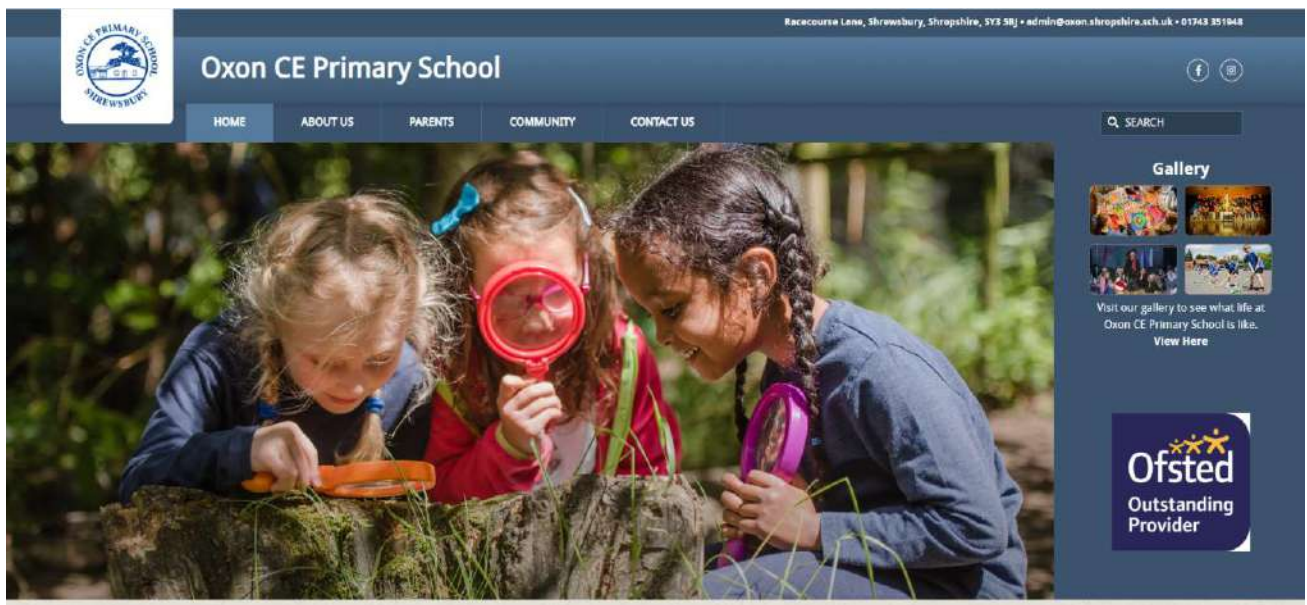 Racecourse Lane, Shrewsbury, Shropshire, SY3 5BJ • admin@oxon.shropshire.sch.uk • 01743 351948
OXON CE PRIMARY SCHOOL
SHREWSBURY
Oxon CE Primary School
HOME
ABOUT US
PARENTS
COMMUNITY
CONTACT US
SEARCH
Gallery
Visit our gallery to see what life at
Oxon CE Primary School is like.
View Here
Ofsted
Outstanding
Provider